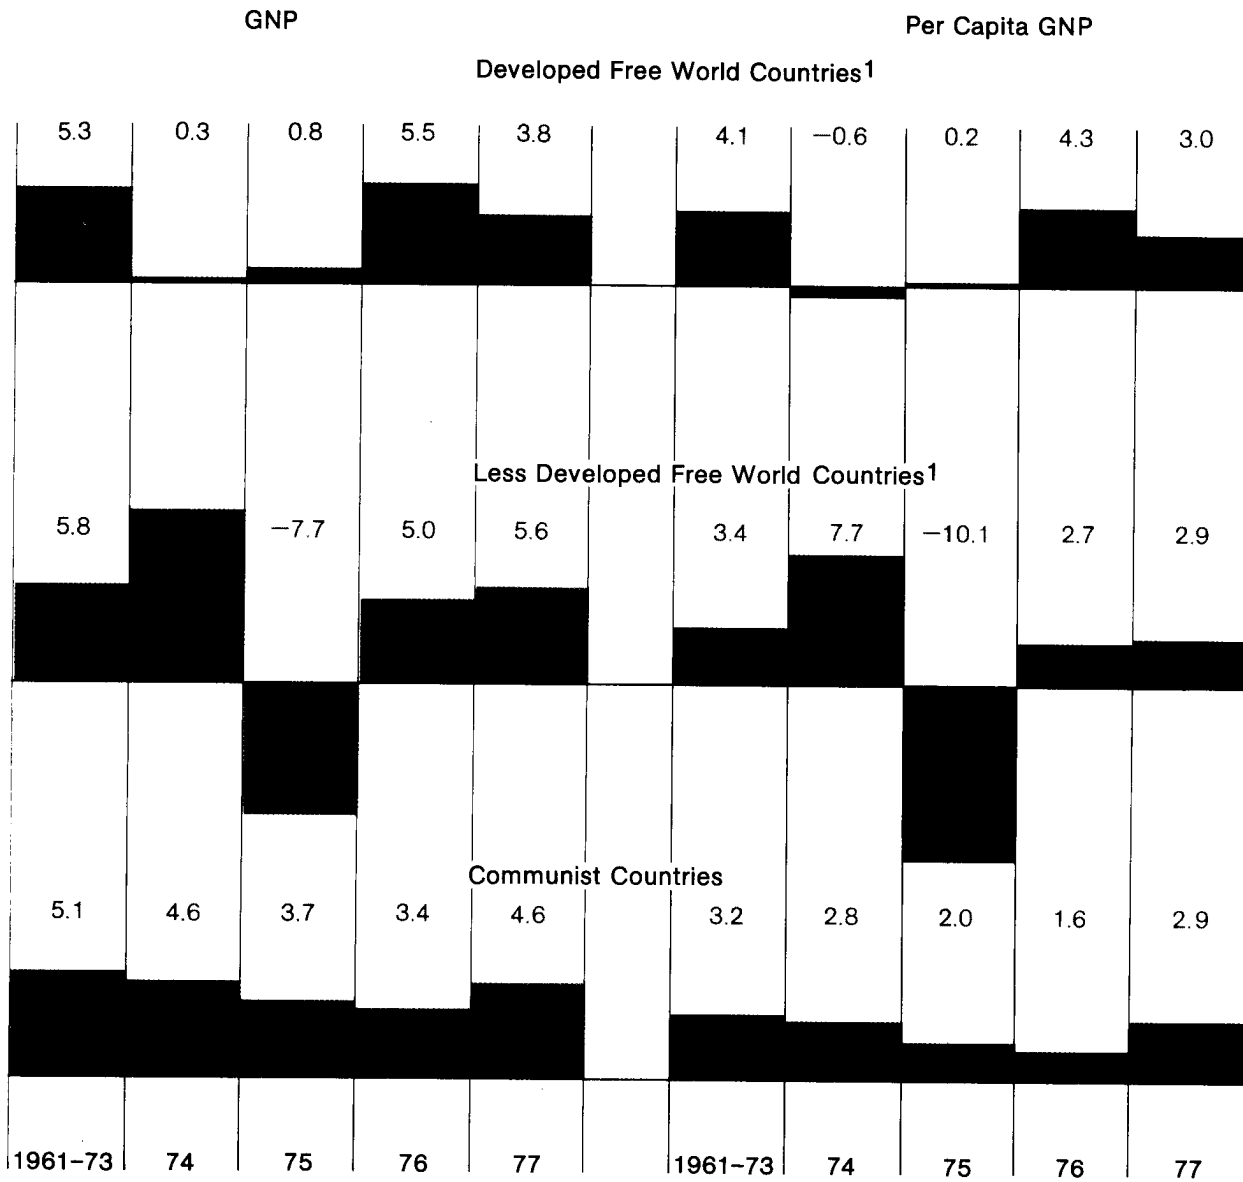 GNP
Per Capita GNP
Developed Free World Countries1
5.3 0.3 0.8 5.5 3.8 4.1 −0.6 0.2 4.3 3.0
Less Developed Free World Countries1
5.8 −7.7 5.0 5.6 3.4 7.7 −10.1 2.7 2.9
Communist Countries
5.1 4.6 3.7 3.4 4.6 3.2 2.8 2.0 1.6 2.9
1961–73 74 75 76 77 1961–73 74 75 76 77